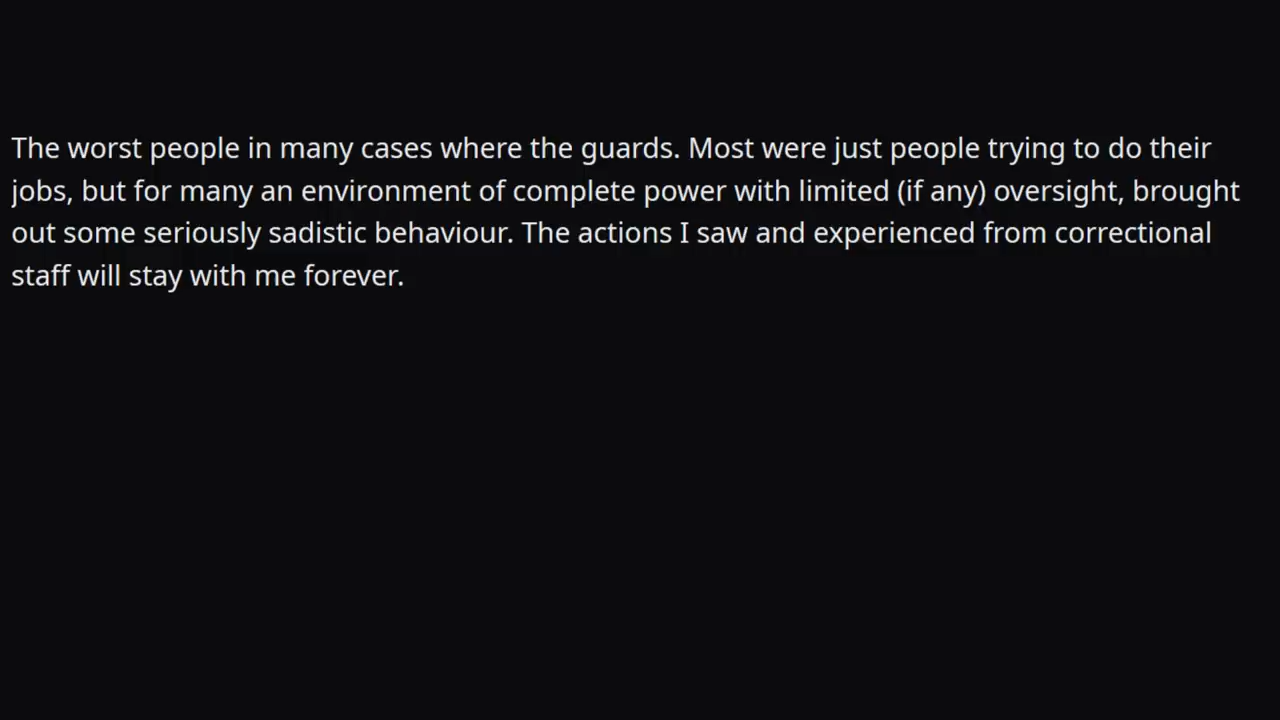 The worst people in many cases where the guards. Most were just people trying to do their
jobs, but for many an environment of complete power with limited (if any) oversight, brought
out some seriously sadistic behaviour. The actions I saw and experienced from correctional
staff will stay with me forever.